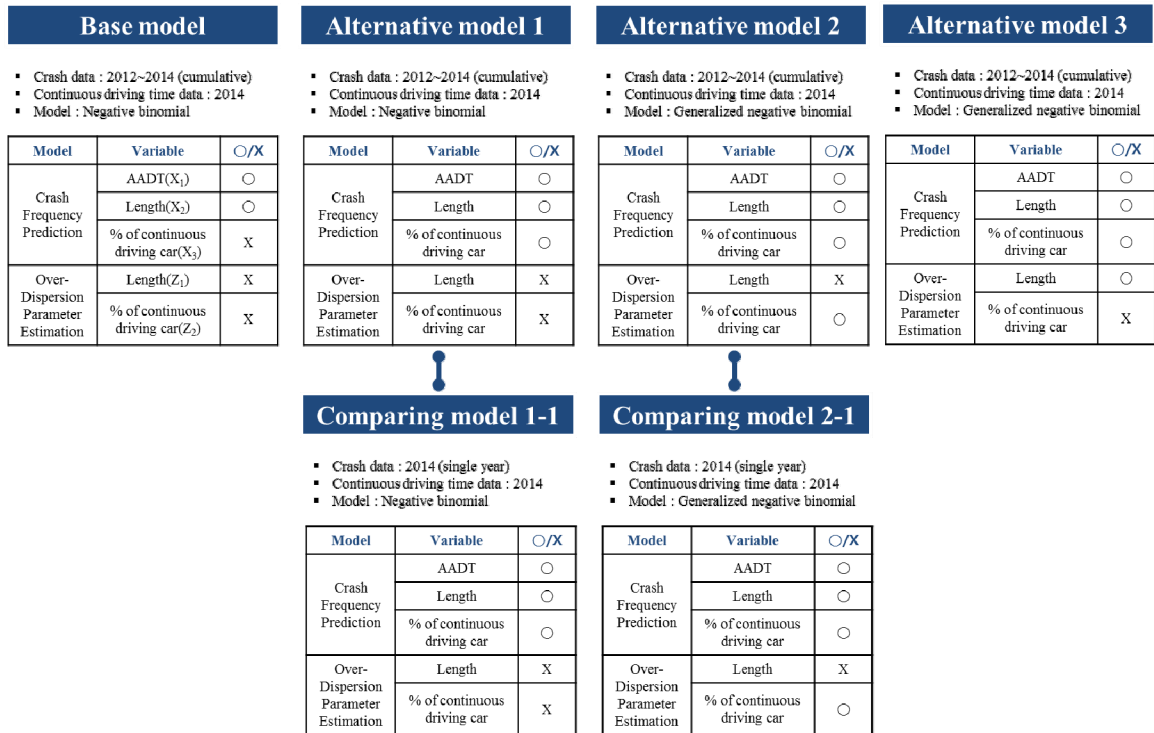 Base model
▪ Crash data : 2012~2014 (cumulative)
▪ Continuous driving time data : 2014
▪ Model : Negative binomial
Model Variable ○/X
Crash
Frequency
Prediction
AADT(X₁) ○
Length(X₂) ○
% of continuous
driving car(X₃) X
Over-
Dispersion
Parameter
Estimation
Length(Z₁) X
% of continuous
driving car(Z₂) X
Alternative model 1
▪ Crash data : 2012~2014 (cumulative)
▪ Continuous driving time data : 2014
▪ Model : Negative binomial
Model Variable ○/X
Crash
Frequency
Prediction
AADT ○
Length ○
% of continuous
driving car ○
Over-
Dispersion
Parameter
Estimation
Length X
% of continuous
driving car X
Alternative model 2
▪ Crash data : 2012~2014 (cumulative)
▪ Continuous driving time data : 2014
▪ Model : Generalized negative binomial
Model Variable ○/X
Crash
Frequency
Prediction
AADT ○
Length ○
% of continuous
driving car ○
Over-
Dispersion
Parameter
Estimation
Length X
% of continuous
driving car ○
Alternative model 3
▪ Crash data : 2012~2014 (cumulative)
▪ Continuous driving time data : 2014
▪ Model : Generalized negative binomial
Model Variable ○/X
Crash
Frequency
Prediction
AADT ○
Length ○
% of continuous
driving car ○
Over-
Dispersion
Parameter
Estimation
Length ○
% of continuous
driving car X
Comparing model 1-1
▪ Crash data : 2014 (single year)
▪ Continuous driving time data : 2014
▪ Model : Negative binomial
Model Variable ○/X
Crash
Frequency
Prediction
AADT ○
Length ○
% of continuous
driving car ○
Over-
Dispersion
Parameter
Estimation
Length X
% of continuous
driving car X
Comparing model 2-1
▪ Crash data : 2014 (single year)
▪ Continuous driving time data : 2014
▪ Model : Generalized negative binomial
Model Variable ○/X
Crash
Frequency
Prediction
AADT ○
Length ○
% of continuous
driving car ○
Over-
Dispersion
Parameter
Estimation
Length X
% of continuous
driving car ○